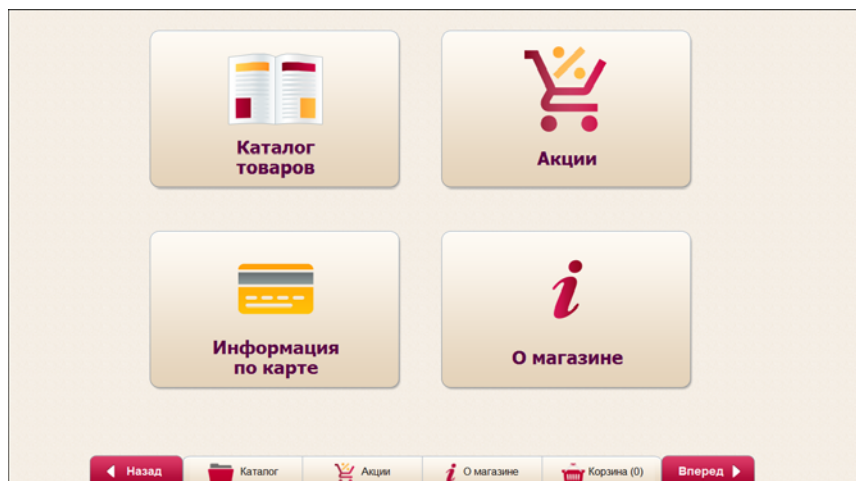 Каталог
товаров
Акции
Информация
по карте
О магазине
Назад
Каталог
Акции
О магазине
Корзина (0)
Вперед